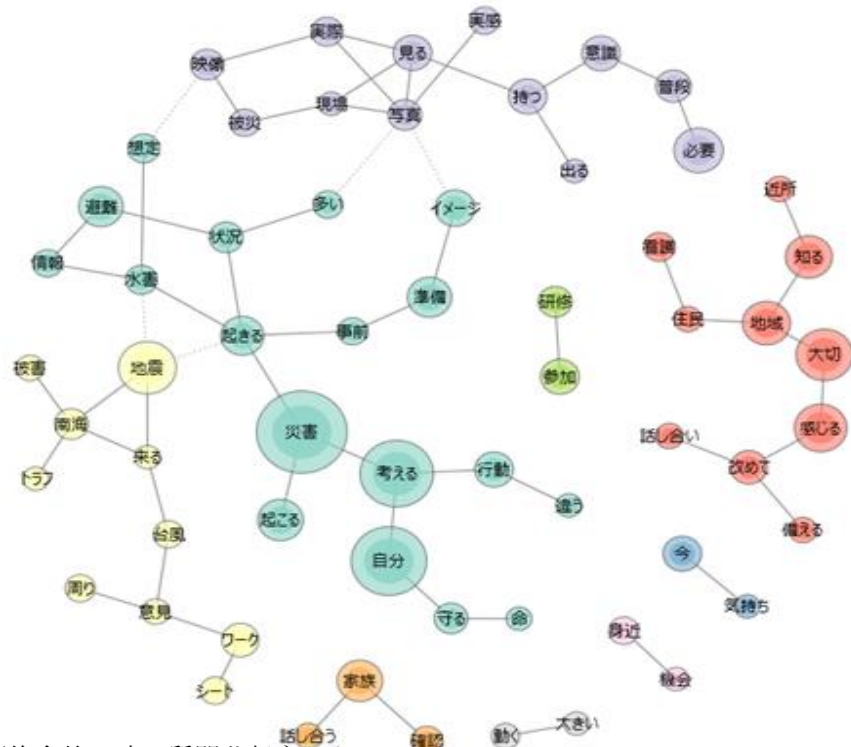 実感
実際
見る
意識
映像
普段
持つ
現場
写真
被災
必要
想定
出る
近所
避難
多い
イメージ
状況
看護
知る
情報
水害
準備
研修
住民
地域
起きる
事前
大切
地震
被害
参加
南海
災害
感じる
話し合い
来る
改めて
考える
行動
トラフ
起こる
違う
備える
台風
自分
今
周り
気持ち
意見
守る
命
身近
ワーク
機会
家族
シート
大きい
話し合う
確認
動く